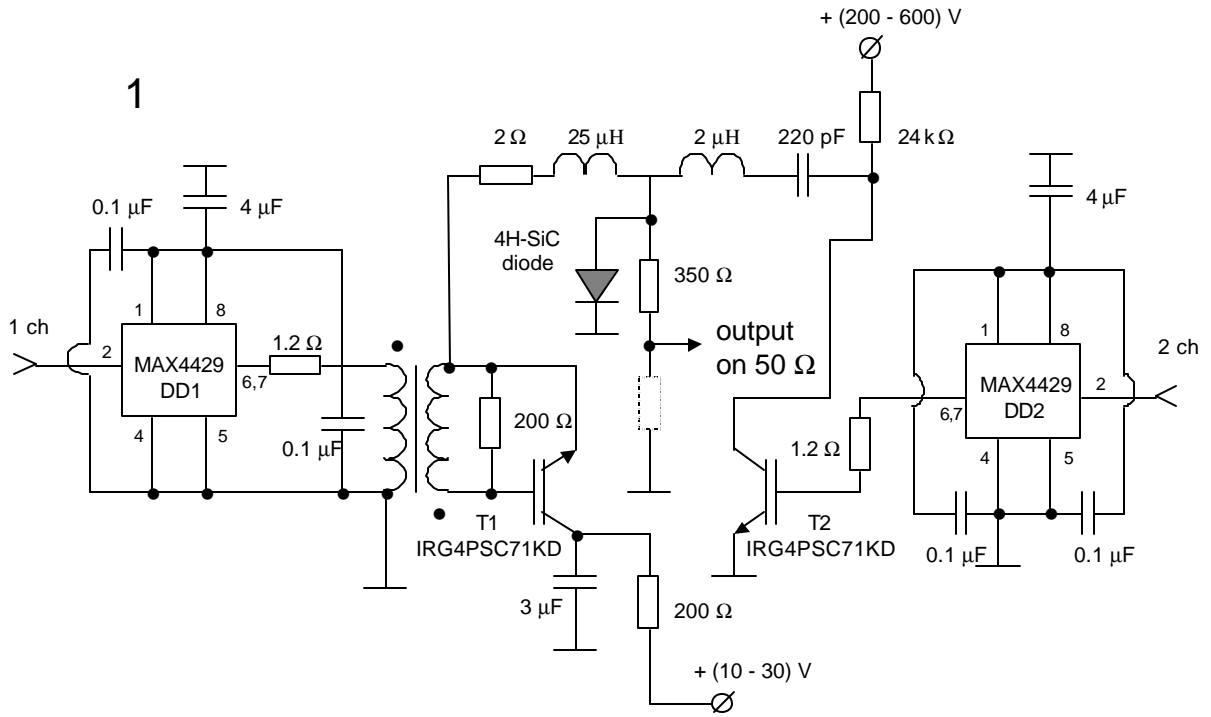 + (200 - 600) V
1
2 Ω
25 μH
2 μH
220 pF
24 k Ω
0.1 μF
4 μF
4 μF
4H-SiC
diode
350 Ω
1 ch
1
8
2
MAX4429
DD1
6,7
1.2 Ω
4
5
0.1 μF
200 Ω
output
on 50 Ω
1
8
2 ch
2
MAX4429
DD2
6,7
1.2 Ω
4
5
T1
IRG4PSC71KD
T2
IRG4PSC71KD
0.1 μF
0.1 μF
3 μF
200 Ω
+ (10 - 30) V